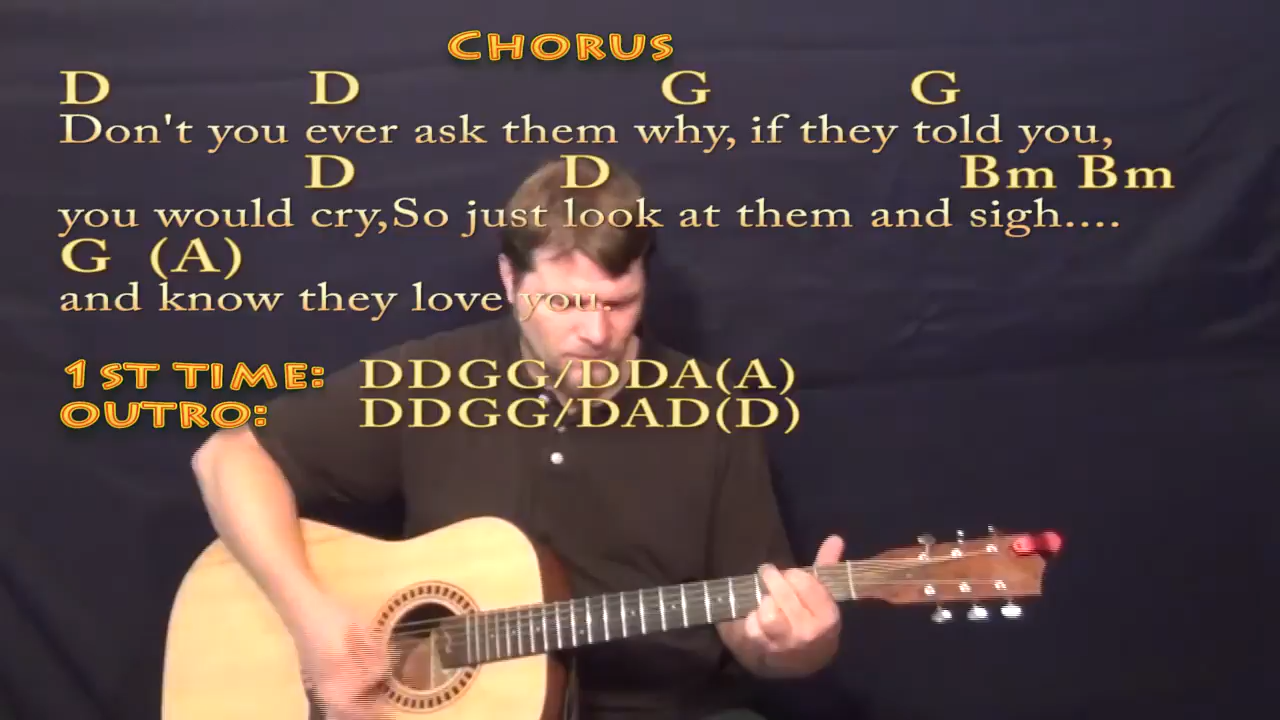 CHORUS
D D G G
Don't you ever ask them why, if they told you,
D D Bm Bm
you would cry,So just look at them and sigh....
G (A)
and know they love you.
1ST TIME: DDGG/DDA(A)
OUTRO: DDGG/DAD(D)